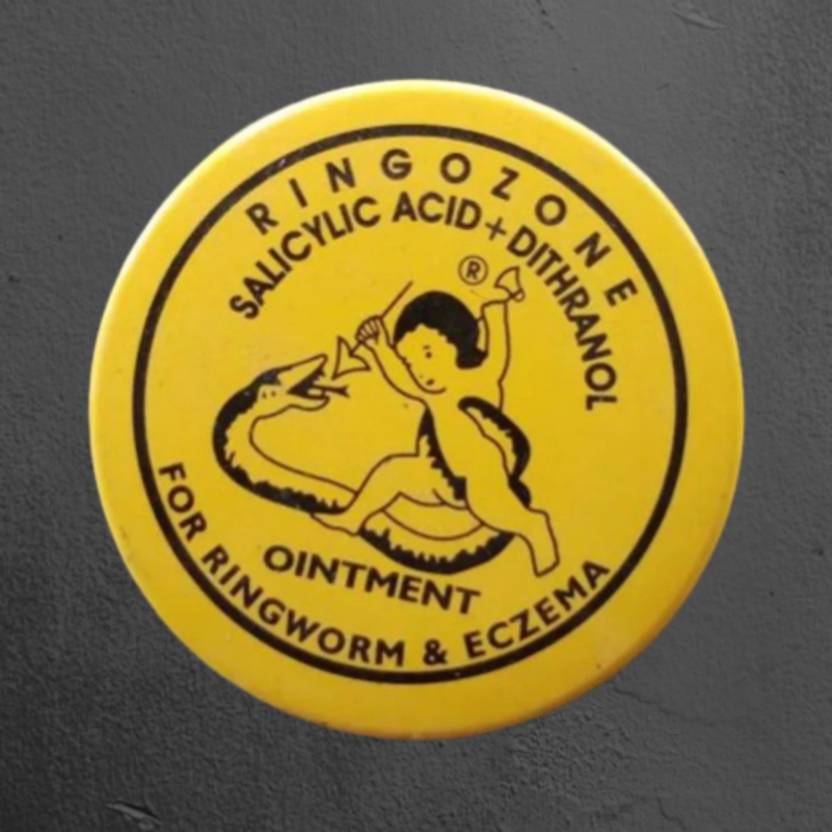 RINGOZONE
SALICYLIC ACID + DITHRANOL
®
OINTMENT
FOR RINGWORM & ECZEMA